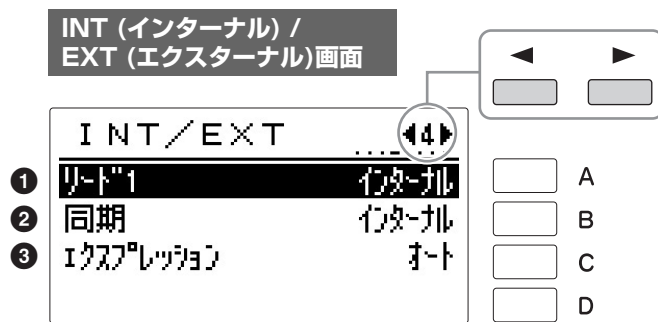 INT (インターナル) /
EXT (エクスターナル)画面
◀ ▶
INT/EXT ◀4▶
❶ リード1 インターナル A
❷ 同期 インターナル B
❸ エクスプレッション オート C
D